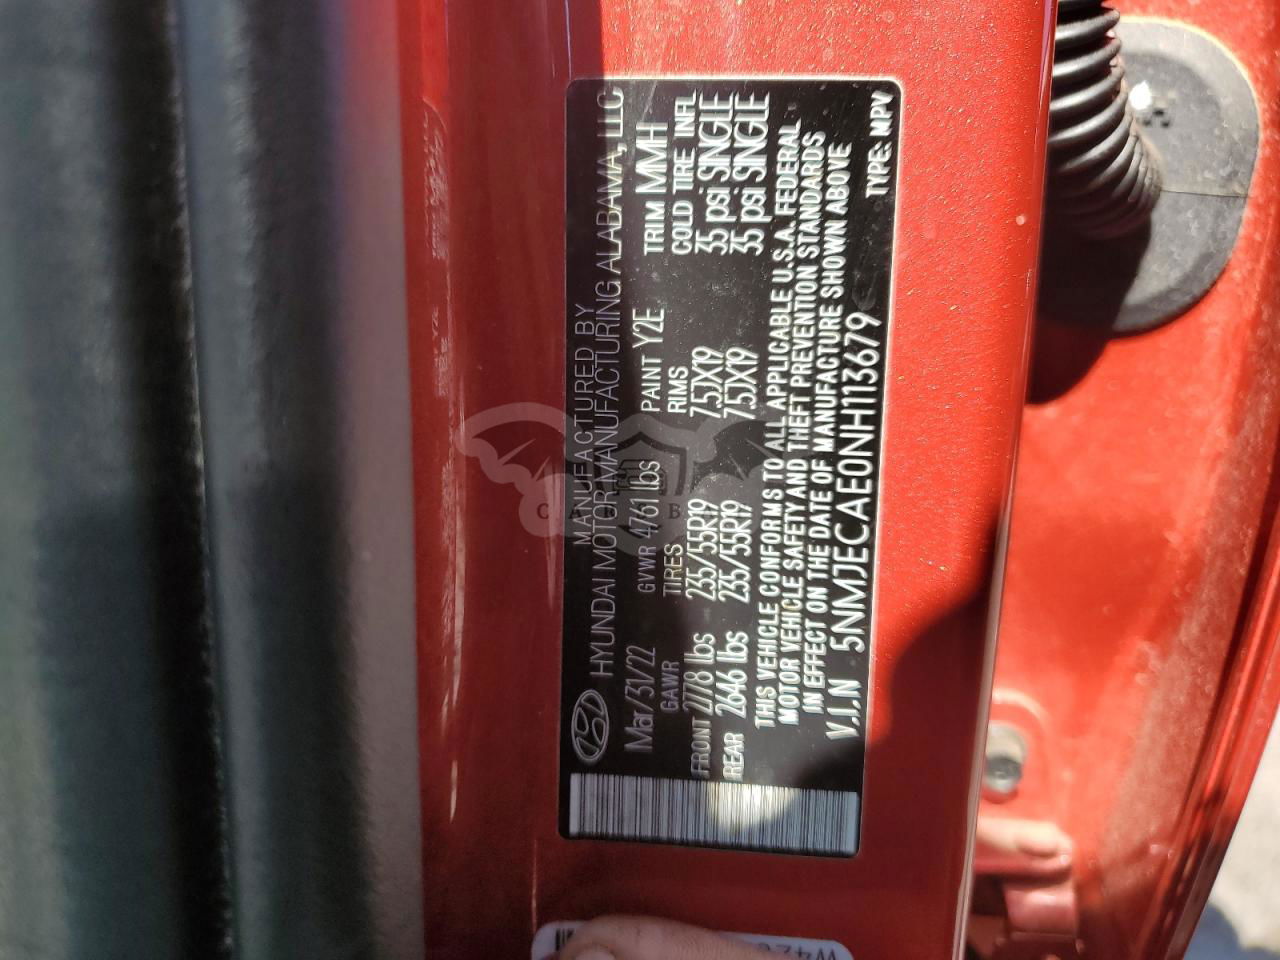 MANUFACTURED BY
HYUNDAI MOTOR MANUFACTURING ALABAMA, LLC
Mar/31/22 GVWR 4761 lbs PAINT Y2E TRIM MMH
GAWR TIRES RIMS COLD TIRE INFL
FRONT 2778 lbs 235/55R19 7.5JX19 35 psi SINGLE
REAR 2646 lbs 235/55R19 7.5JX19 35 psi SINGLE
THIS VEHICLE CONFORMS TO ALL APPLICABLE U.S.A. FEDERAL
MOTOR VEHICLE SAFETY AND THEFT PREVENTION STANDARDS
IN EFFECT ON THE DATE OF MANUFACTURE SHOWN ABOVE
V.I.N 5NMJECAE0NH113679
TYPE: MPV